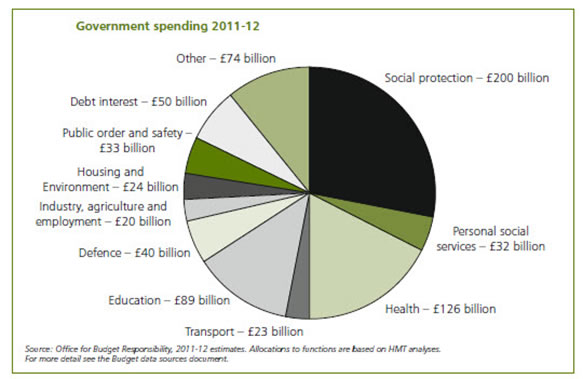 Government spending 2011-12
Other – £74 billion
Social protection – £200 billion
Debt interest – £50 billion
Public order and safety –
£33 billion
Housing and
Environment – £24 billion
Industry, agriculture and
employment – £20 billion
Personal social
services – £32 billion
Defence – £40 billion
Education – £89 billion
Health – £126 billion
Transport – £23 billion
Source: Office for Budget Responsibility, 2011-12 estimates. Allocations to functions are based on HMT analyses.
For more detail see the Budget data sources document.